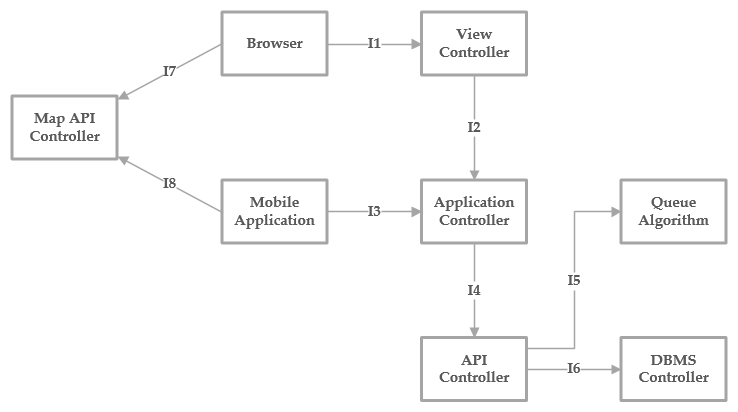 Browser
I1
View
Controller
I7
Map API
Controller
I2
I8
Mobile
Application
I3
Application
Controller
Queue
Algorithm
I4
I5
API
Controller
I6
DBMS
Controller